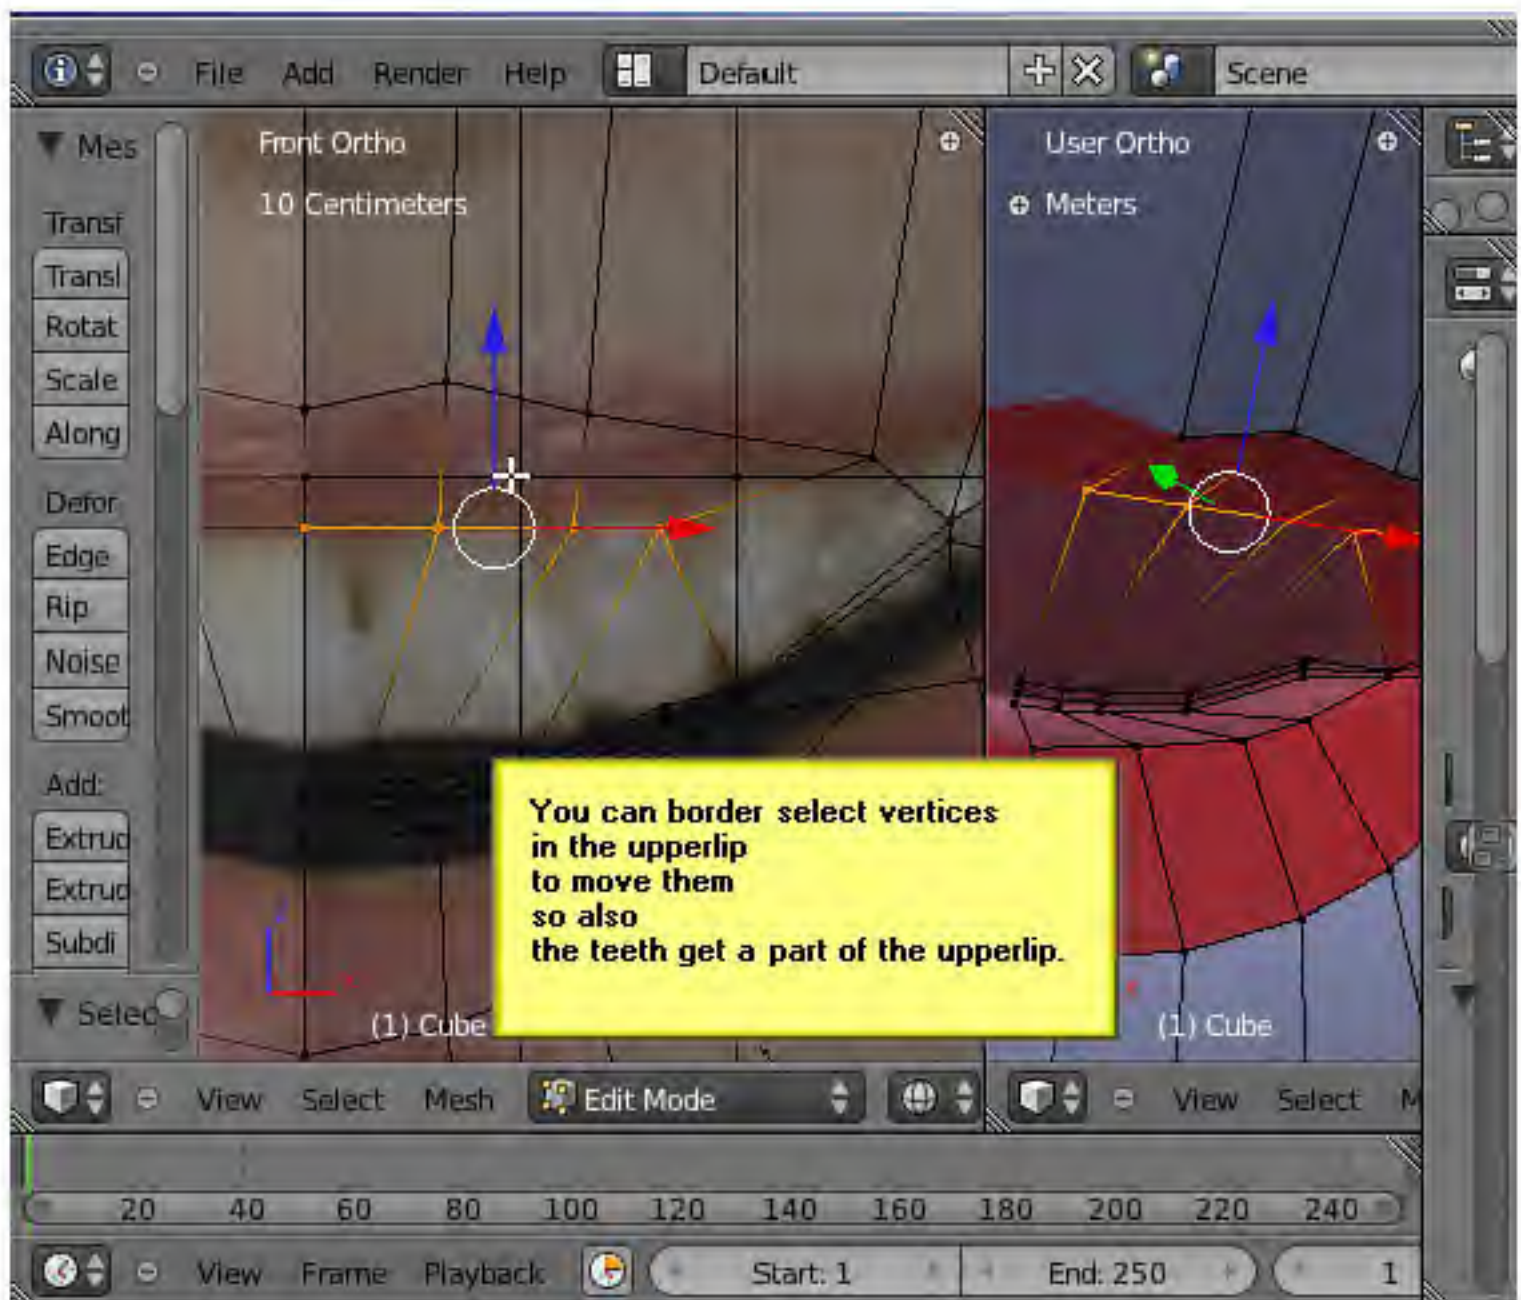 File Add Render Help Default Scene
Mes
Front Ortho
User Ortho
10 Centimeters
Meters
Transf
Transl
Rotat
Scale
Along
Defor
Edge
Rip
Noise
Smoot
Add:
Extrud
Extrud
Subdi
Selec
You can border select vertices
in the upperlip
to move them
so also
the teeth get a part of the upperlip.
(1) Cube
(1) Cube
View Select Mesh Edit Mode
View Select M
20 40 60 80 100 120 140 160 180 200 220 240
View Frame Playback Start: 1 End: 250 1